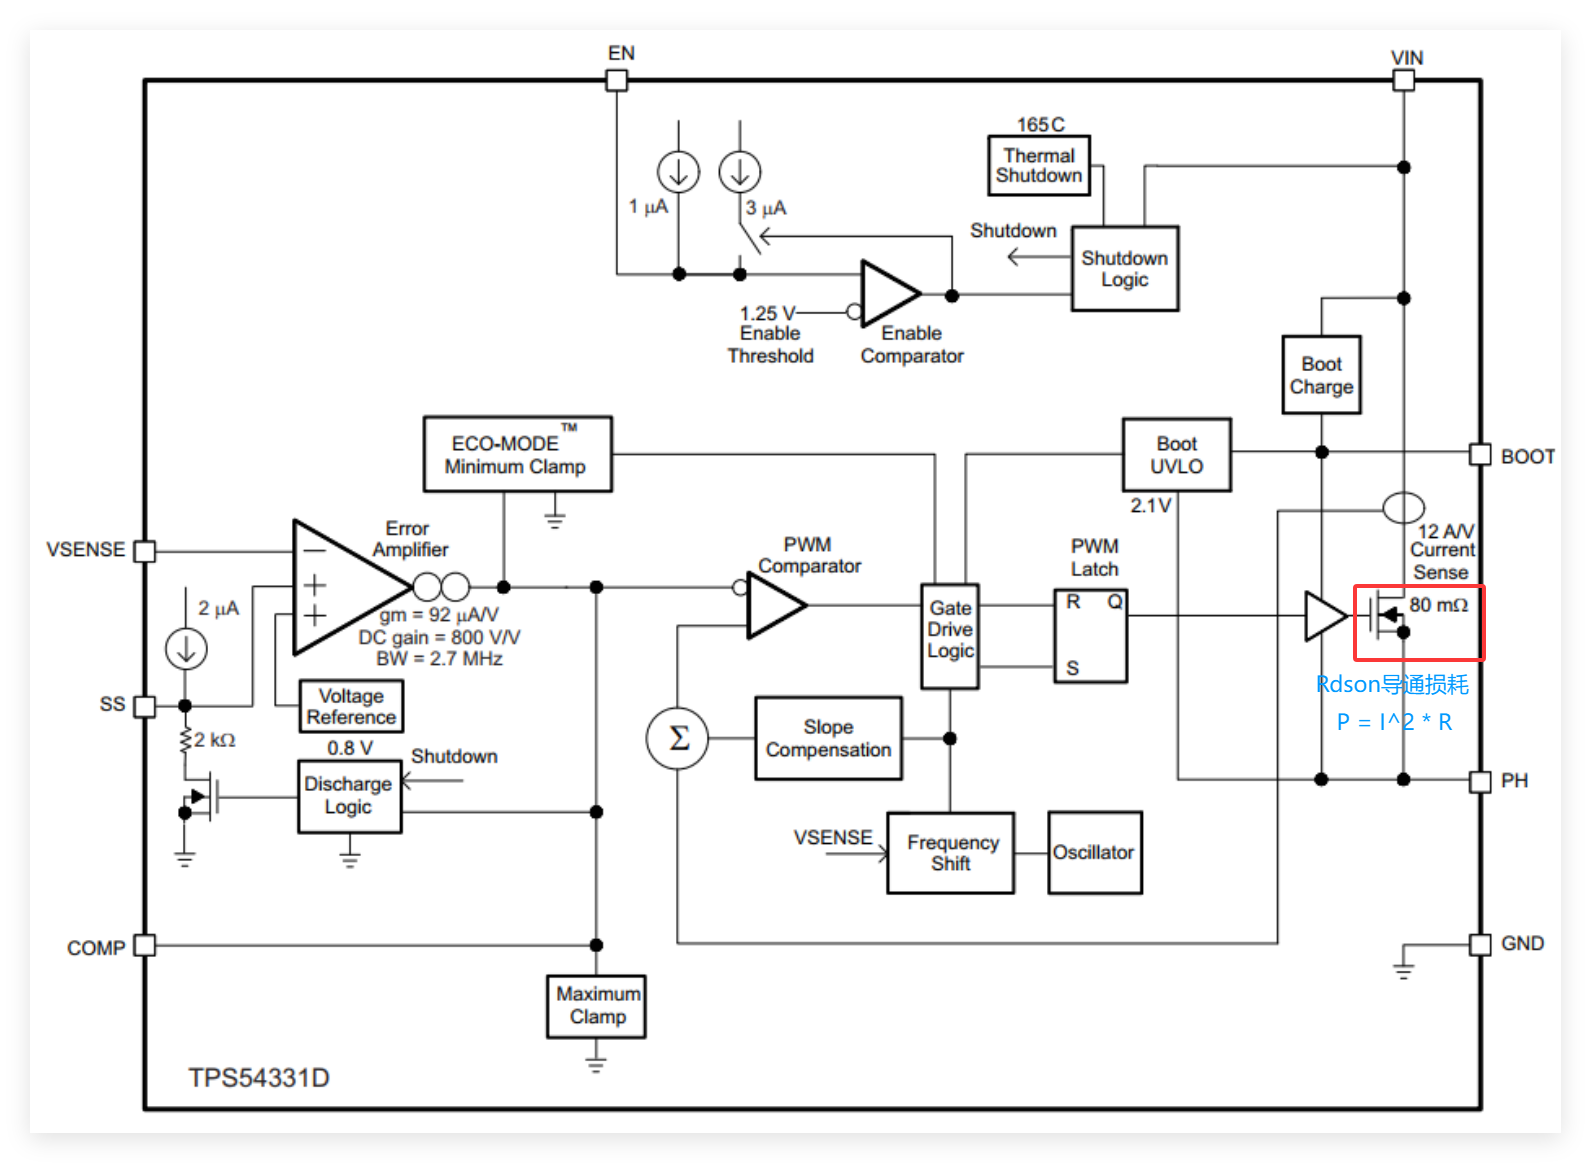 EN
VIN
165 C
Thermal
Shutdown
1 µA
3 µA
Shutdown
Shutdown
Logic
1.25 V
Enable
Threshold
Enable
Comparator
Boot
Charge
ECO-MODE™
Minimum Clamp
Boot
UVLO
2.1V
BOOT
12 A/V
Current
Sense
80 mΩ
VSENSE
Error
Amplifier
gm = 92 µA/V
DC gain = 800 V/V
BW = 2.7 MHz
PWM
Comparator
Gate
Drive
Logic
PWM
Latch
R
Q
S
Rdson导通损耗
P = I^2 * R
2 µA
SS
Voltage
Reference
2 kΩ
0.8 V
Shutdown
Discharge
Logic
Σ
Slope
Compensation
PH
VSENSE
Frequency
Shift
Oscillator
COMP
GND
Maximum
Clamp
TPS54331D